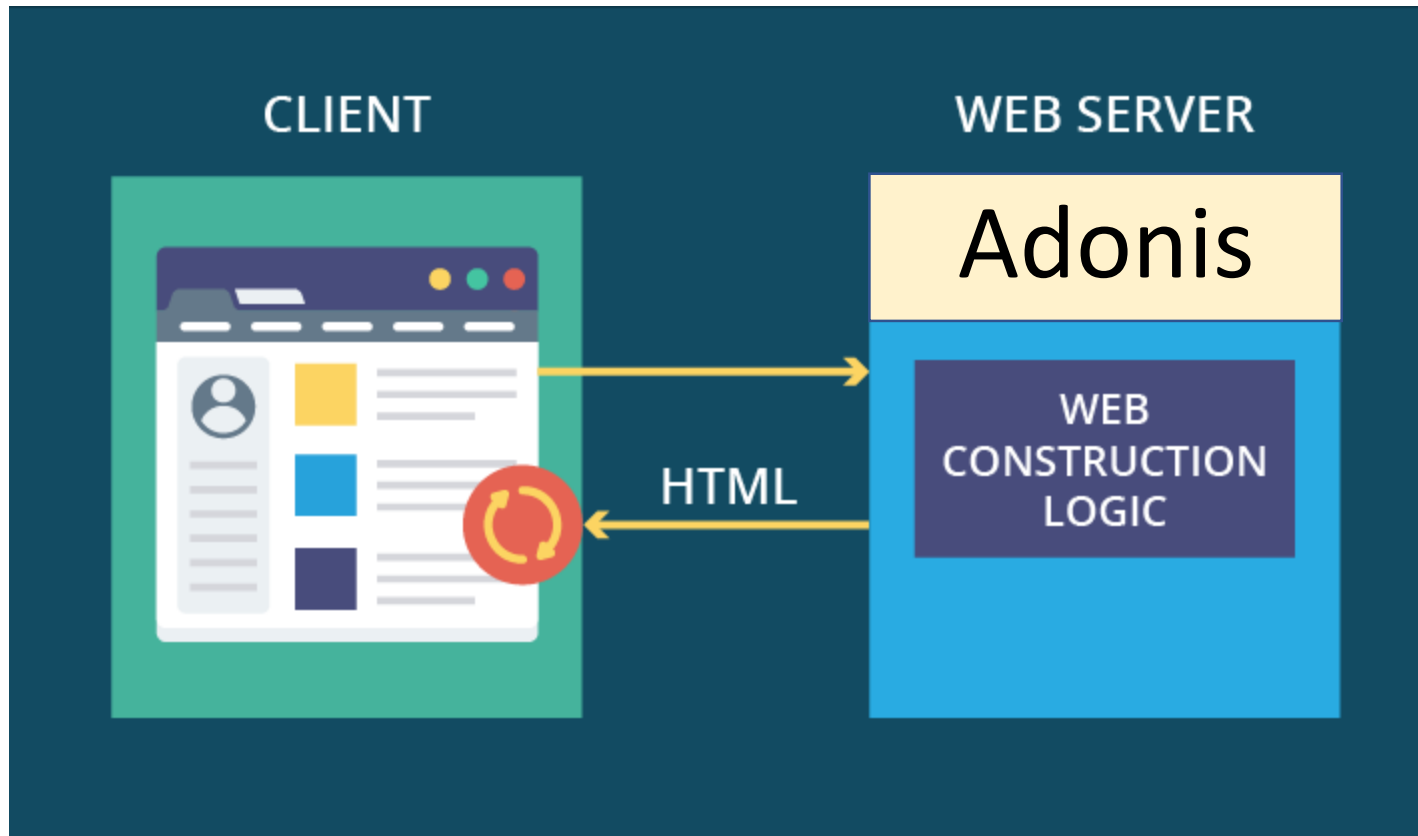 CLIENT
WEB SERVER
Adonis
WEB
CONSTRUCTION
LOGIC
HTML